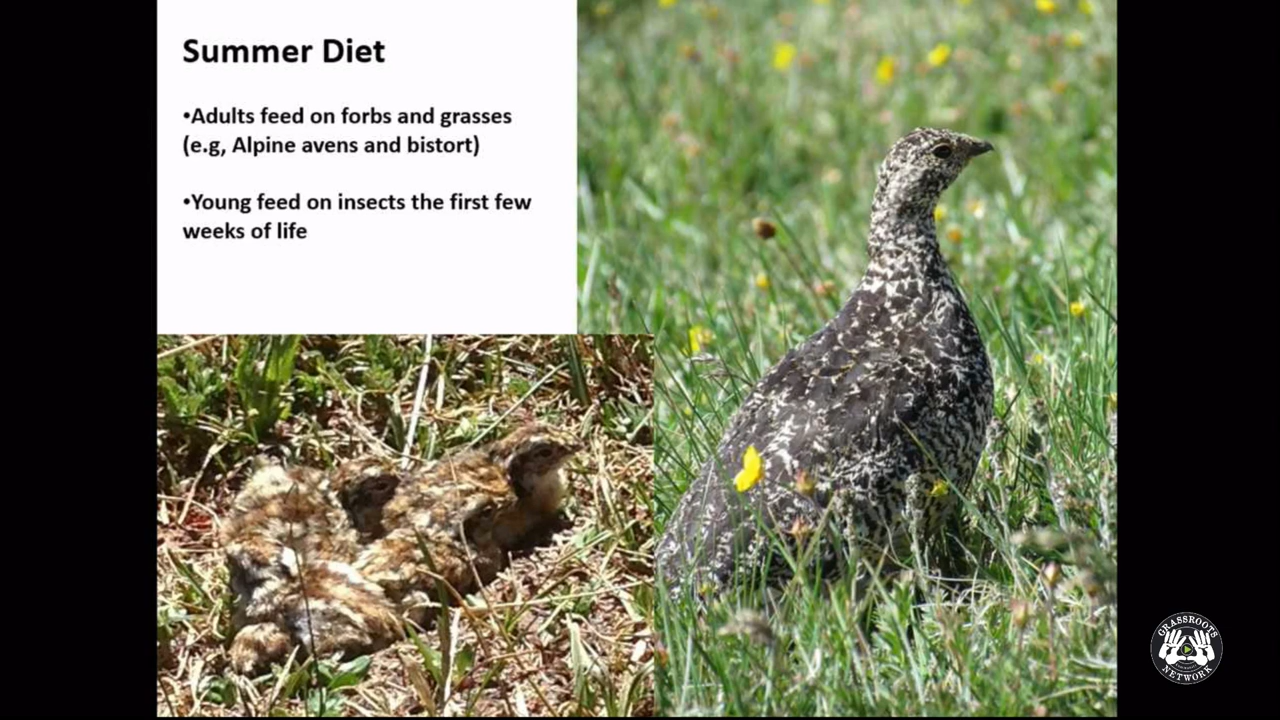 Summer Diet
•Adults feed on forbs and grasses
(e.g, Alpine avens and bistort)
•Young feed on insects the first few
weeks of life
GRASSROOTS
NETWORK